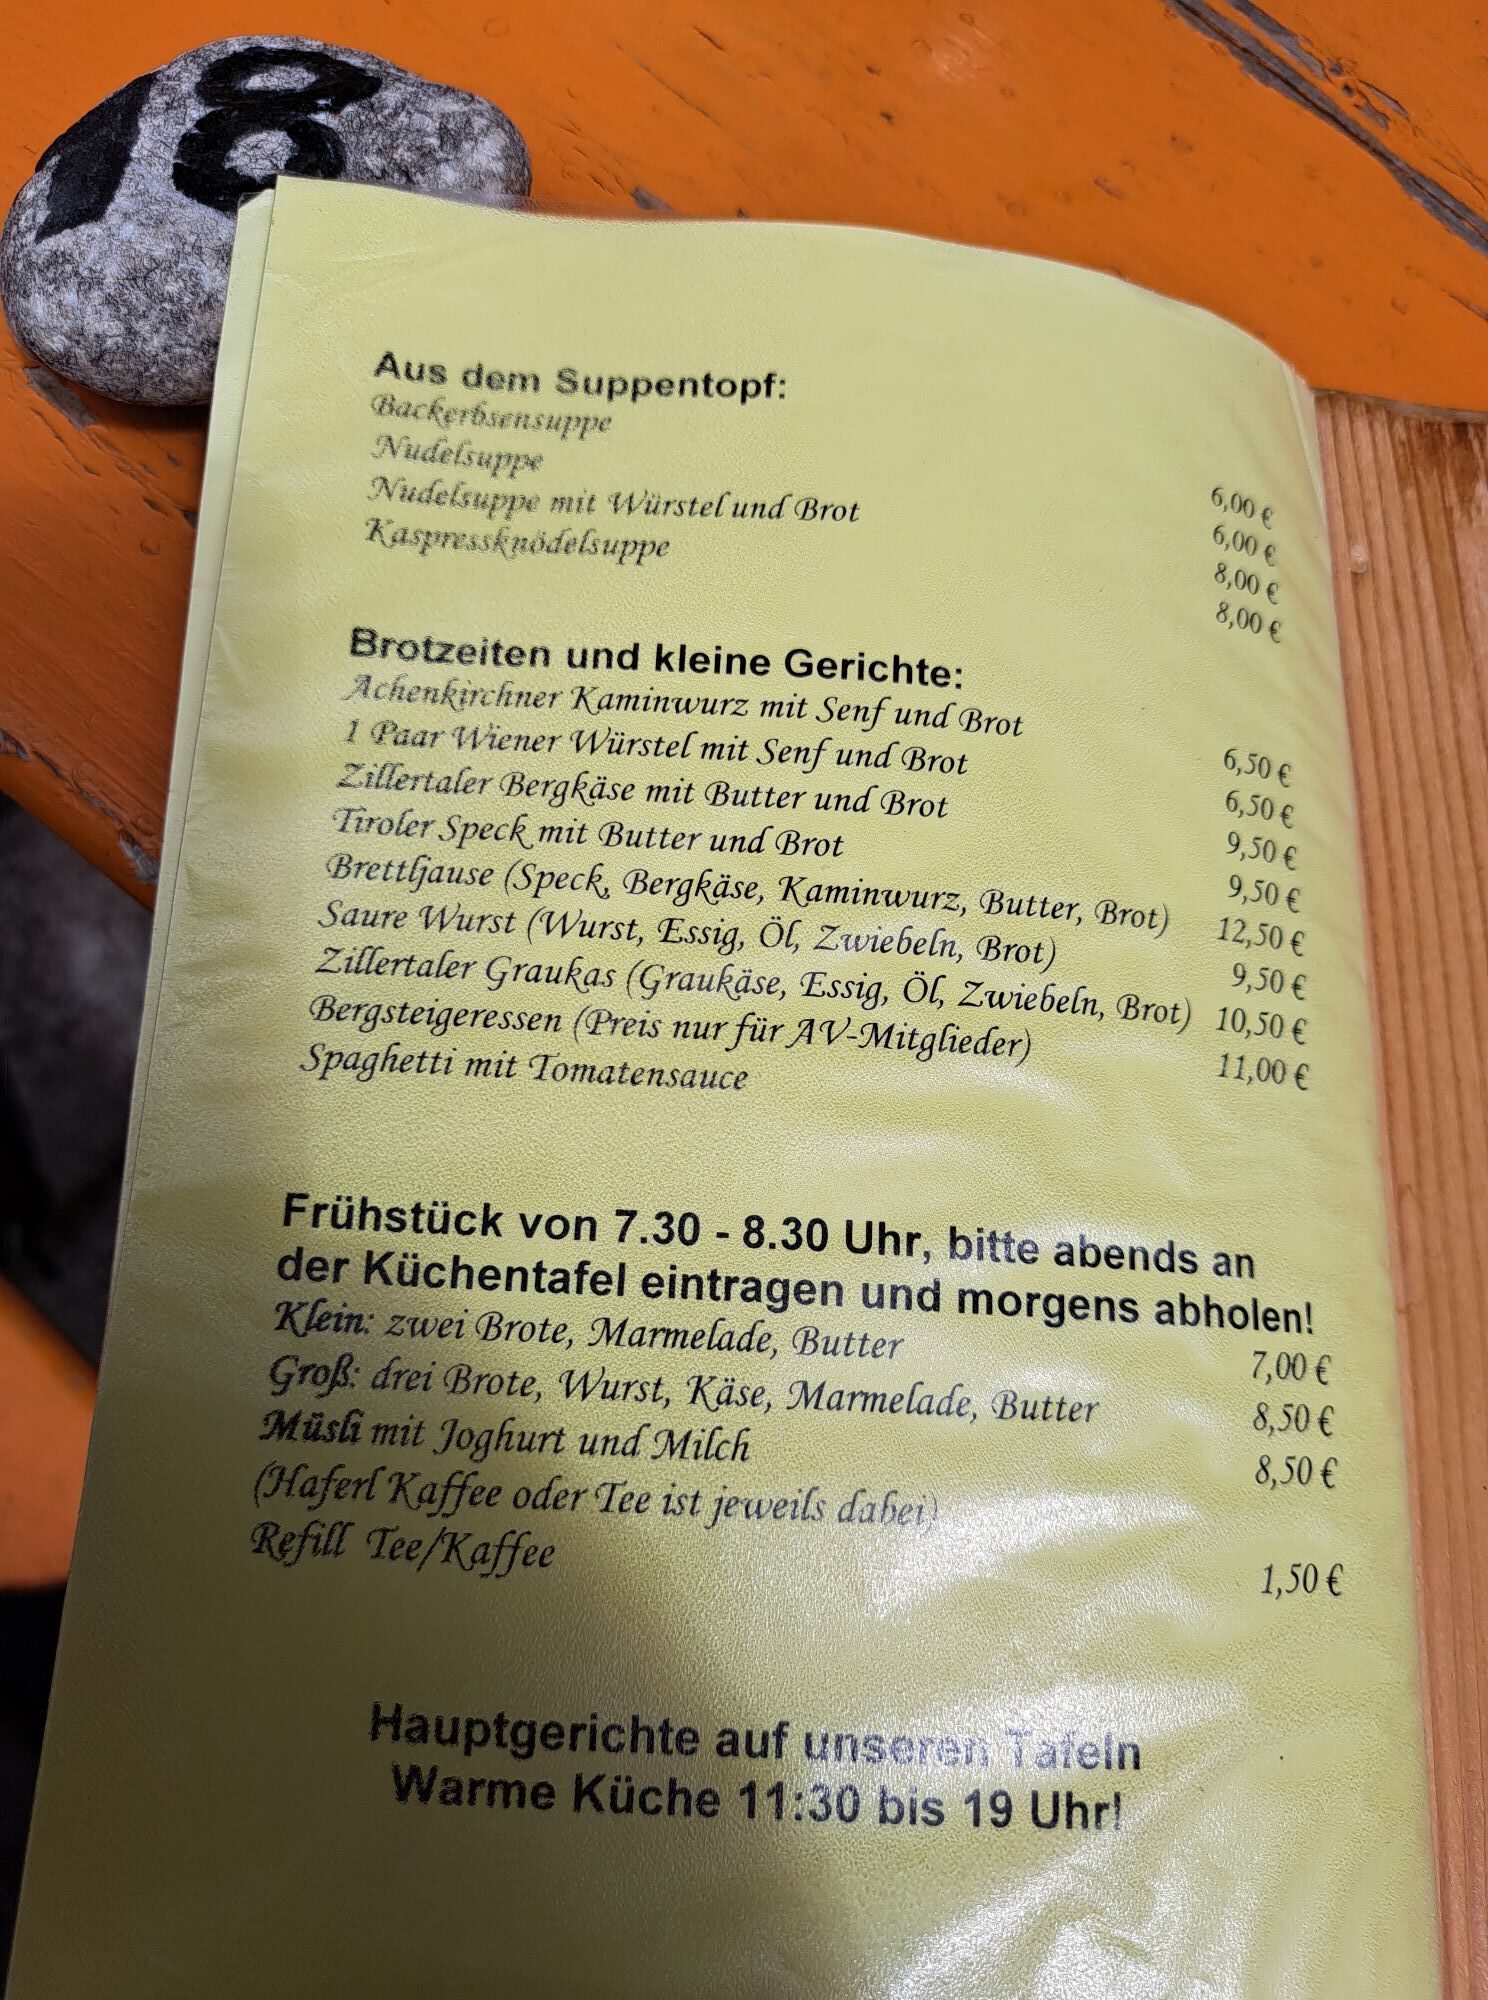 18
Aus dem Suppentopf:
Backerbsensuppe 6,00 €
Nudelsuppe 6,00 €
Nudelsuppe mit Würstel und Brot 8,00 €
Kaspressknödelsuppe 8,00 €
Brotzeiten und kleine Gerichte:
Achenkirchner Kaminwurz mit Senf und Brot 6,50 €
1 Paar Wiener Würstel mit Senf und Brot 6,50 €
Zillertaler Bergkäse mit Butter und Brot 9,50 €
Tiroler Speck mit Butter und Brot 9,50 €
Brettljause (Speck, Bergkäse, Kaminwurz, Butter, Brot) 12,50 €
Saure Wurst (Wurst, Essig, Öl, Zwiebeln, Brot) 9,50 €
Zillertaler Graukas (Graukäse, Essig, Öl, Zwiebeln, Brot) 10,50 €
Bergsteigeressen (Preis nur für AV-Mitglieder) 11,00 €
Spaghetti mit Tomatensauce
Frühstück von 7.30 - 8.30 Uhr, bitte abends an
der Küchentafel eintragen und morgens abholen!
Klein: zwei Brote, Marmelade, Butter 7,00 €
Groß: drei Brote, Wurst, Käse, Marmelade, Butter 8,50 €
Müsli mit Joghurt und Milch 8,50 €
(Haferl Kaffee oder Tee ist jeweils dabei)
Refill Tee/Kaffee 1,50 €
Hauptgerichte auf unseren Tafeln
Warme Küche 11:30 bis 19 Uhr!